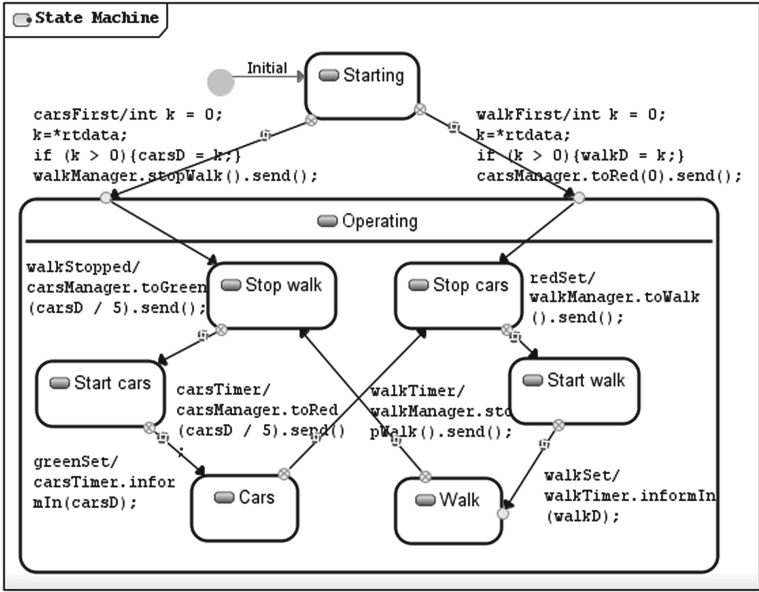 State Machine
Initial
Starting
carsFirst/int k = 0;
k=*rtdata;
if (k > 0){carsD = k;}
walkManager.stopWalk().send();
walkFirst/int k = 0;
k=*rtdata;
if (k > 0){walkD = k;}
carsManager.toRed(0).send();
Operating
walkStopped/
carsManager.toGreen
(carsD / 5).send();
Stop walk
Stop cars
redSet/
walkManager.toWalk
().send();
Start cars
carsTimer/
carsManager.toRed
(carsD / 5).send()
;
walkTimer/
walkManager.sto
pWalk().send();
Start walk
greenSet/
carsTimer.infor
mIn(carsD);
Cars
Walk
walkSet/
walkTimer.informIn
(walkD);